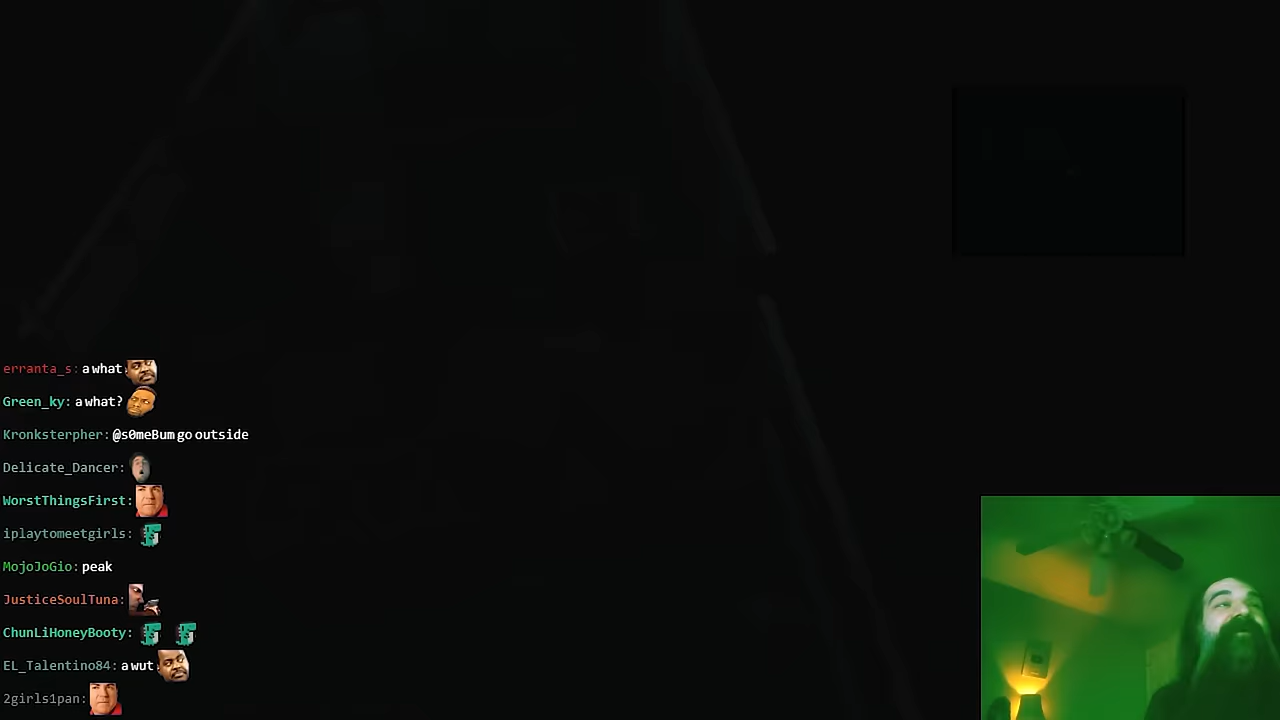 erranta_s: a what
Green_ky: a what?
Kronksterpher: @s0meBum go outside
Delicate_Dancer:
WorstThingsFirst:
iplaytomeetgirls:
MojoJoGio: peak
JusticeSoulTuna:
ChunLiHoneyBooty:
EL_Talentino84: a wut
2girls1pan: